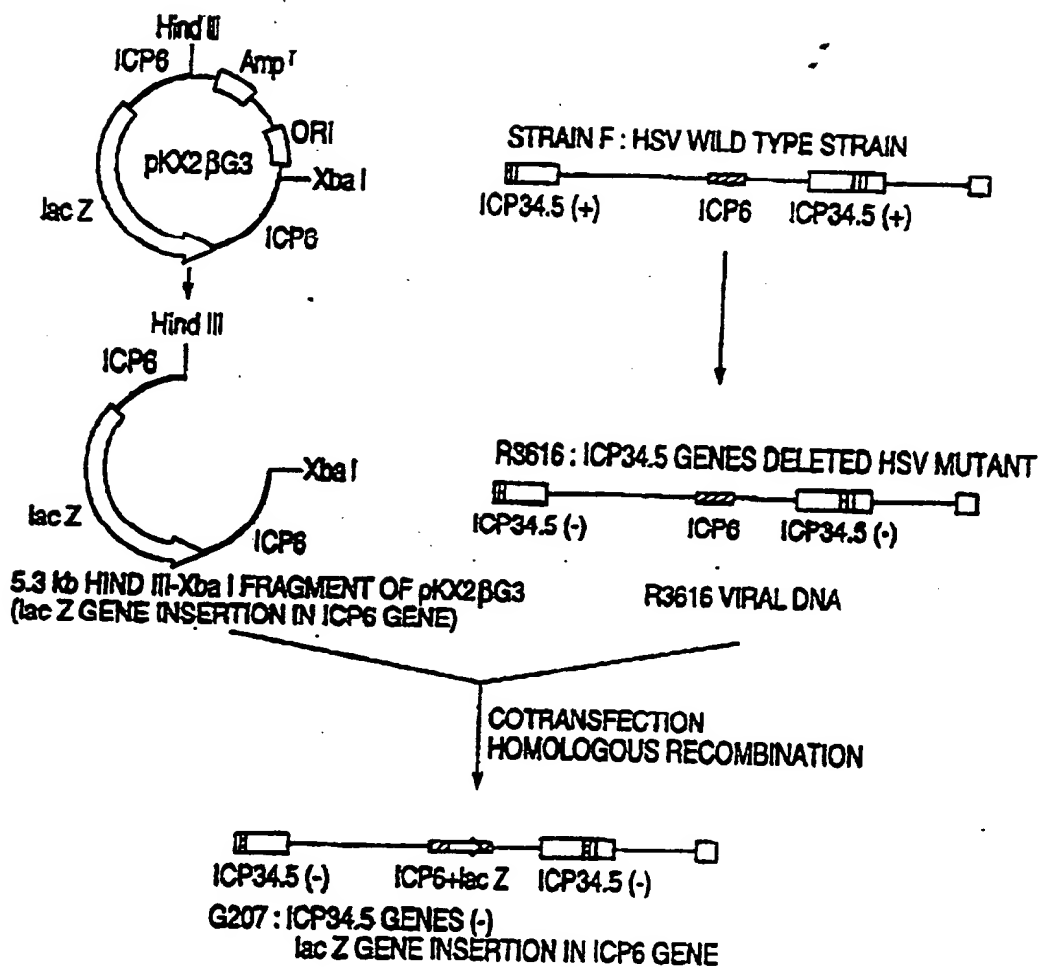 Hind III
ICP6
Amp r
ORI
pKX2βG3
Xba I
lac Z
ICP6
Hind III
ICP6
Xba I
lac Z
ICP6
5.3 kb HIND III-Xba I FRAGMENT OF pKX2βG3
(lac Z GENE INSERTION IN ICP6 GENE)
STRAIN F : HSV WILD TYPE STRAIN
ICP34.5 (+) ICP6 ICP34.5 (+)
R3616 : ICP34.5 GENES DELETED HSV MUTANT
ICP34.5 (-) ICP6 ICP34.5 (-)
R3616 VIRAL DNA
COTRANSFECTION
HOMOLOGOUS RECOMBINATION
ICP34.5 (-) ICP6+lac Z ICP34.5 (-)
G207 : ICP34.5 GENES (-)
lac Z GENE INSERTION IN ICP6 GENE